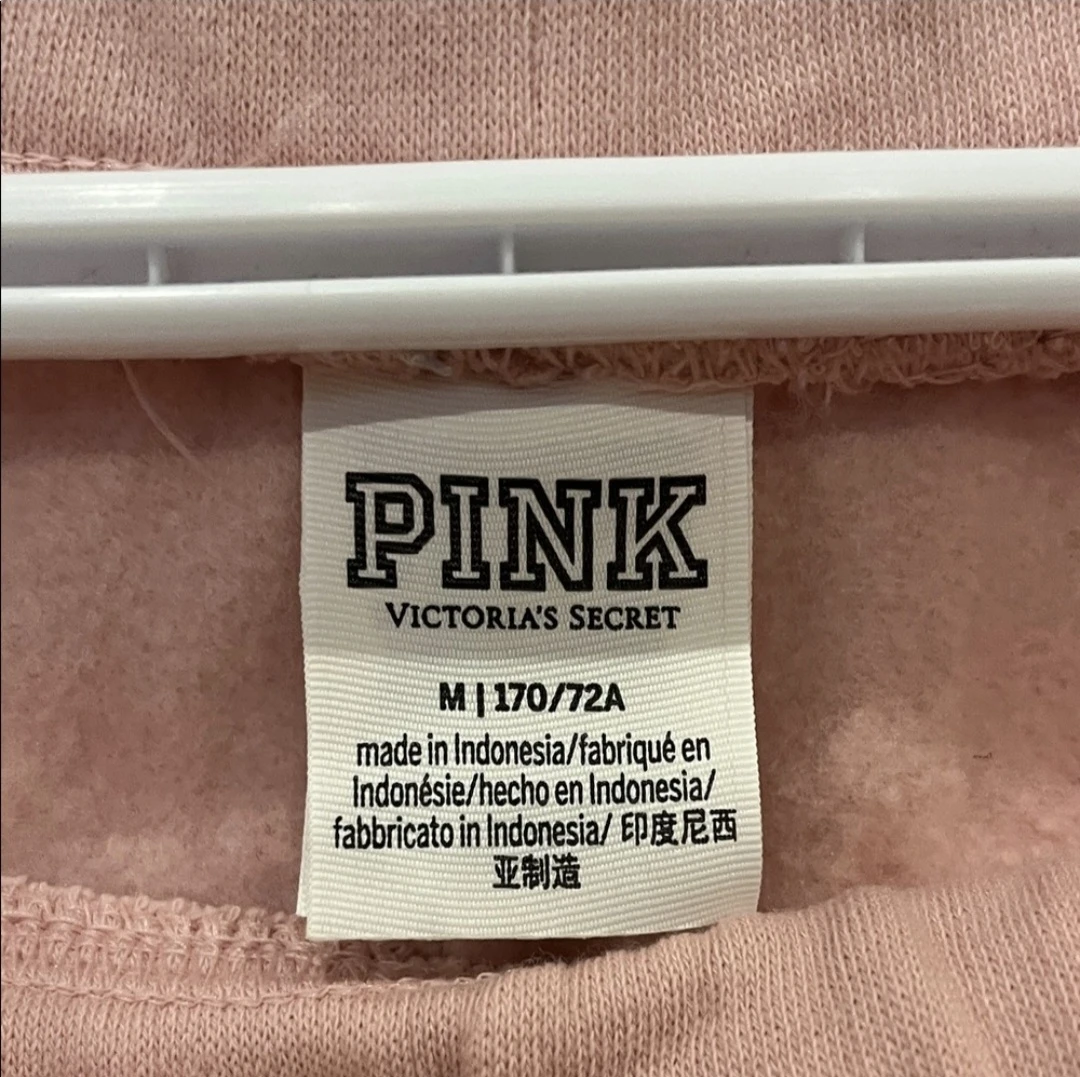 PINK
VICTORIA'S SECRET
M | 170/72A
made in Indonesia/fabriqué en
Indonésie/hecho en Indonesia/
fabbricato in Indonesia/ 印度尼西
亚制造